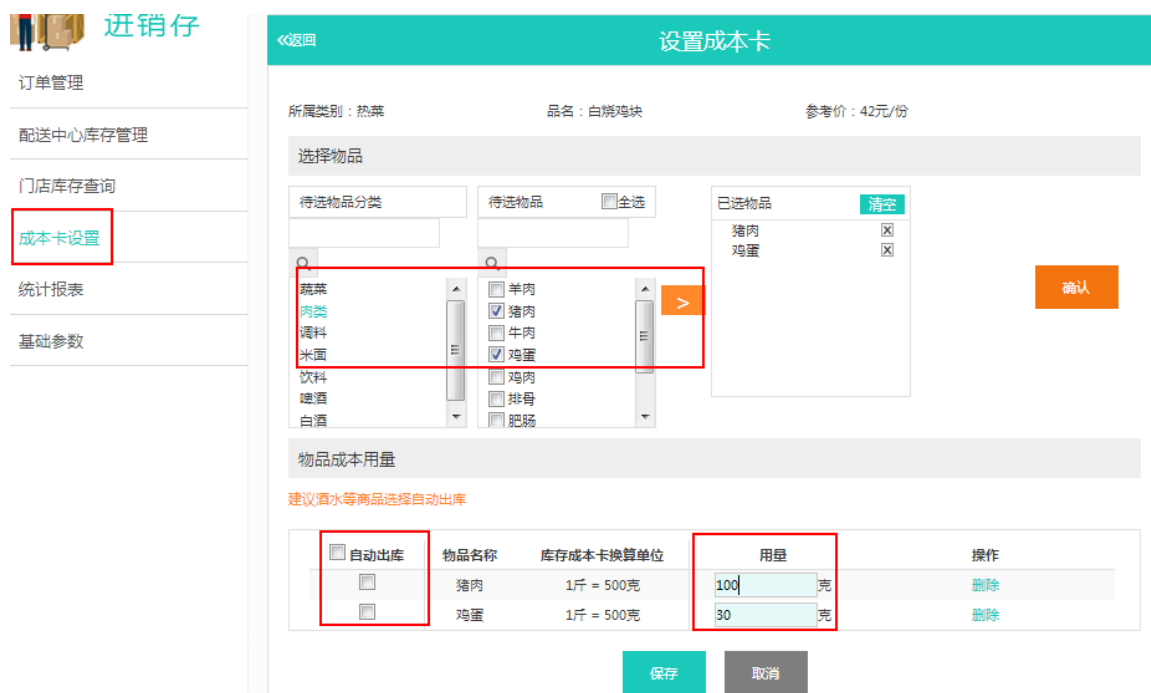 进销存
订单管理
配送中心库存管理
门店库存查询
成本卡设置
统计报表
基础参数
«返回
设置成本卡
所属类别：热菜 品名：白烧鸡块 参考价：42元/份
选择物品
待选物品分类
蔬菜
肉类
调料
米面
饮料
啤酒
白酒
待选物品 全选
羊肉
猪肉
牛肉
鸡蛋
鸡肉
排骨
肥肠
>
已选物品 清空
猪肉 X
鸡蛋 X
确认
物品成本用量
建议酒水等商品选择自动出库
自动出库 物品名称 库存成本卡换算单位 用量 操作
猪肉 1斤 = 500克 100 克 删除
鸡蛋 1斤 = 500克 30 克 删除
保存 取消